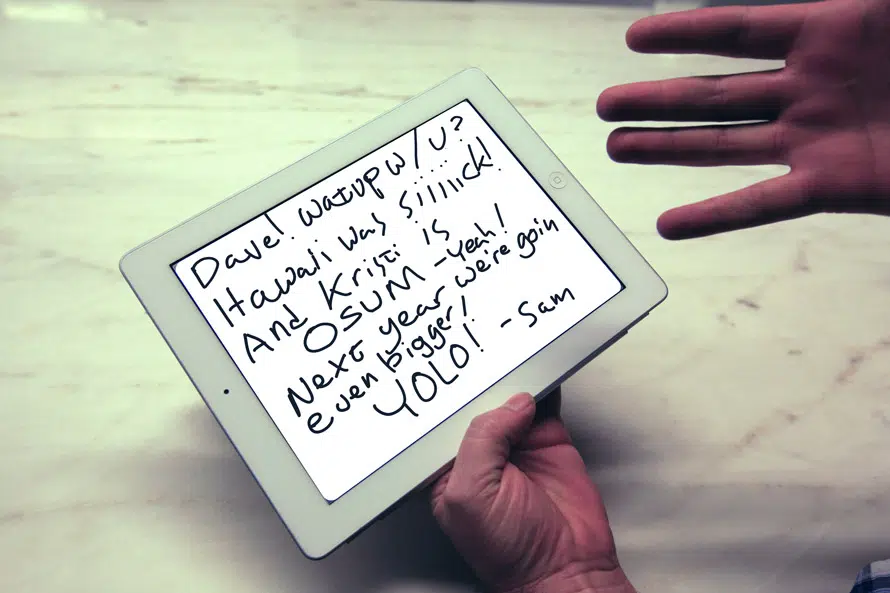 Dave! watup w/ u?
Hawaii was siiiiick!
And Kristi is
OSUM - Yeah!
Next year we're goin
even bigger!
YOLO! - Sam